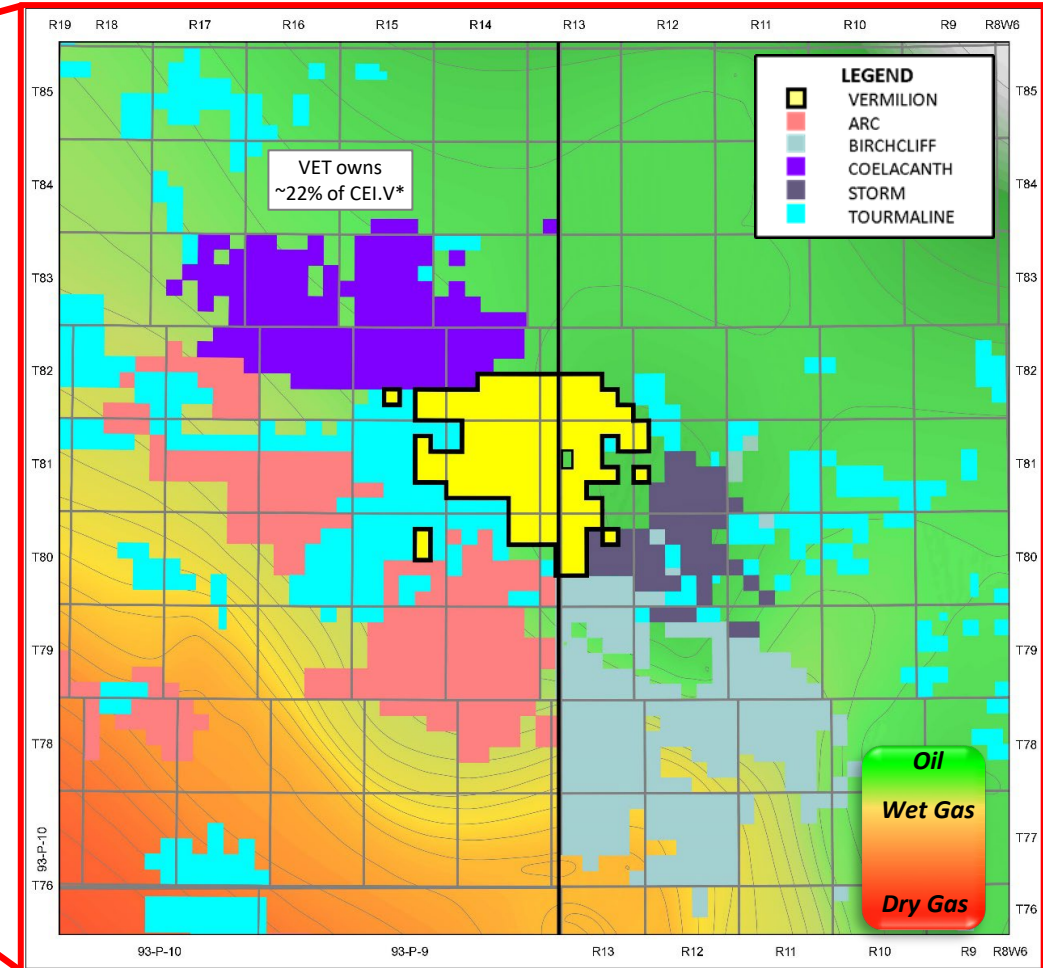 R19 R18 R17 R16 R15 R14 R13 R12 R11 R10 R9 R8W6
LEGEND
VERMILION
ARC
BIRCHCLIFF
COELACANTH
STORM
TOURMALINE
VET owns
~22% of CEI.V*
T85 T85
T84 T84
T83 T83
T82 T82
T81 T81
T80 T80
T79 T79
T78 T78
T77
T76 T76
93-P-10
Oil
Wet Gas
Dry Gas
93-P-10 93-P-9 R13 R12 R11 R10 R9 R8W6